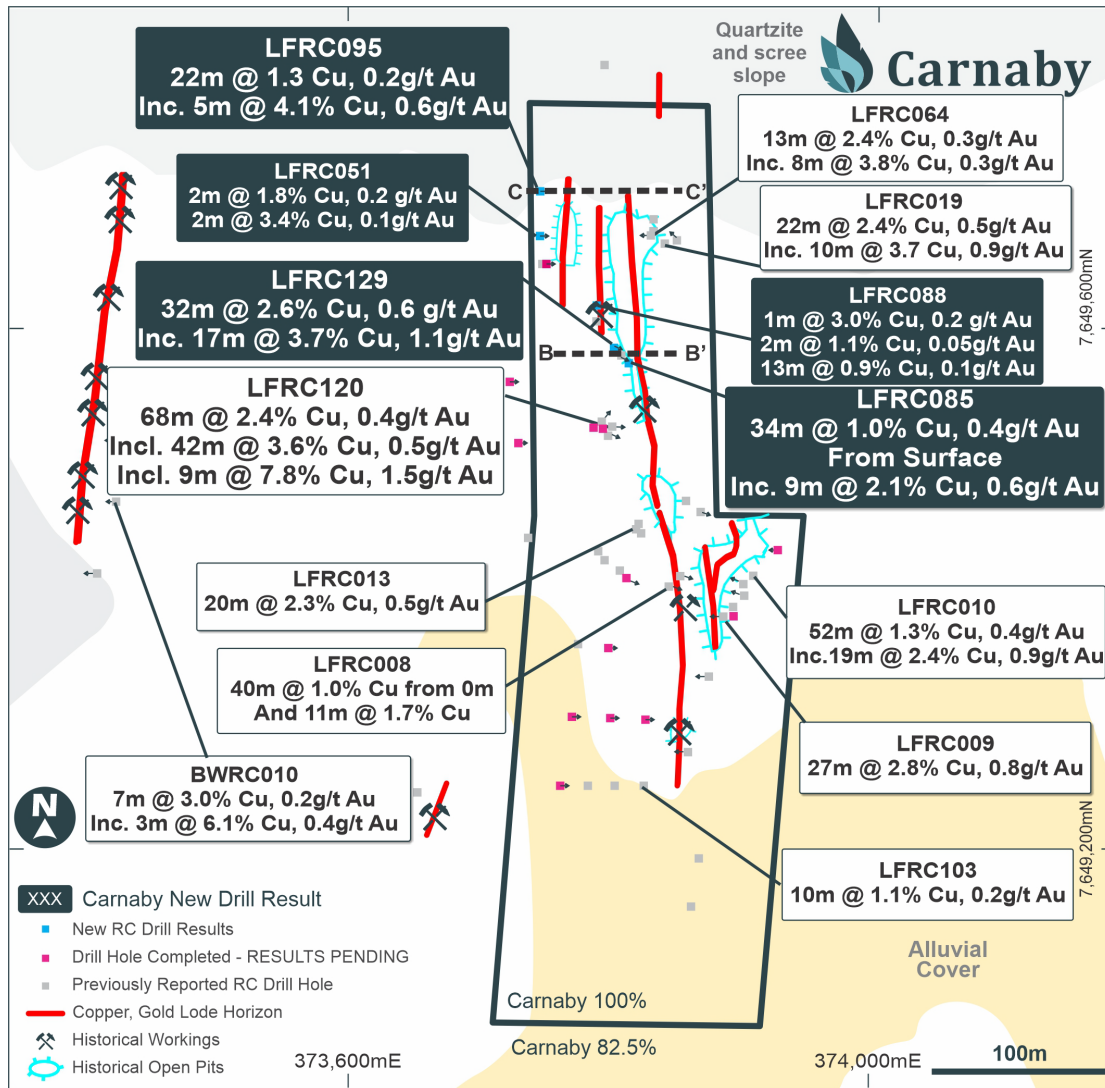 Quartzite
and scree
slope
Carnaby
LFRC095
22m @ 1.3 Cu, 0.2g/t Au
Inc. 5m @ 4.1% Cu, 0.6g/t Au
LFRC064
13m @ 2.4% Cu, 0.3g/t Au
Inc. 8m @ 3.8% Cu, 0.3g/t Au
LFRC051
2m @ 1.8% Cu, 0.2 g/t Au
2m @ 3.4% Cu, 0.1g/t Au
C
C'
LFRC019
22m @ 2.4% Cu, 0.5g/t Au
Inc. 10m @ 3.7 Cu, 0.9g/t Au
LFRC129
32m @ 2.6% Cu, 0.6 g/t Au
Inc. 17m @ 3.7% Cu, 1.1g/t Au
LFRC088
1m @ 3.0% Cu, 0.2 g/t Au
2m @ 1.1% Cu, 0.05g/t Au
13m @ 0.9% Cu, 0.1g/t Au
7,649,600mN
B
B'
LFRC120
68m @ 2.4% Cu, 0.4g/t Au
Incl. 42m @ 3.6% Cu, 0.5g/t Au
Incl. 9m @ 7.8% Cu, 1.5g/t Au
LFRC085
34m @ 1.0% Cu, 0.4g/t Au
From Surface
Inc. 9m @ 2.1% Cu, 0.6g/t Au
LFRC013
20m @ 2.3% Cu, 0.5g/t Au
LFRC010
52m @ 1.3% Cu, 0.4g/t Au
Inc.19m @ 2.4% Cu, 0.9g/t Au
LFRC008
40m @ 1.0% Cu from 0m
And 11m @ 1.7% Cu
LFRC009
27m @ 2.8% Cu, 0.8g/t Au
BWRC010
7m @ 3.0% Cu, 0.2g/t Au
Inc. 3m @ 6.1% Cu, 0.4g/t Au
N
7,649,200mN
LFRC103
10m @ 1.1% Cu, 0.2g/t Au
XXX Carnaby New Drill Result
New RC Drill Results
Drill Hole Completed - RESULTS PENDING
Previously Reported RC Drill Hole
Copper, Gold Lode Horizon
Historical Workings
Historical Open Pits
Alluvial
Cover
Carnaby 100%
Carnaby 82.5%
373,600mE
374,000mE
100m